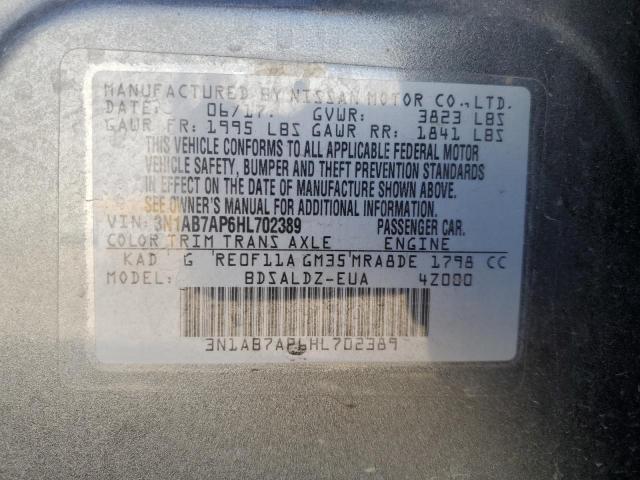 MANUFACTURED BY NISSAN MOTOR CO.,LTD.
DATE: 06/17. GVWR: 3823 LBS
GAWR FR: 1995 LBS GAWR RR: 1841 LBS
THIS VEHICLE CONFORMS TO ALL APPLICABLE FEDERAL MOTOR
VEHICLE SAFETY, BUMPER AND THEFT PREVENTION STANDARDS
IN EFFECT ON THE DATE OF MANUFACTURE SHOWN ABOVE.
SEE OWNER'S MANUAL FOR ADDITIONAL INFORMATION.
VIN: 3N1AB7AP6HL702389 PASSENGER CAR.
COLOR TRIM TRANS AXLE ENGINE
KAD G RE0F11A GM35 MRA8DE 1798 CC
MODEL: BDSALDZ-EUA 4Z000
3N1AB7AP6HL702389